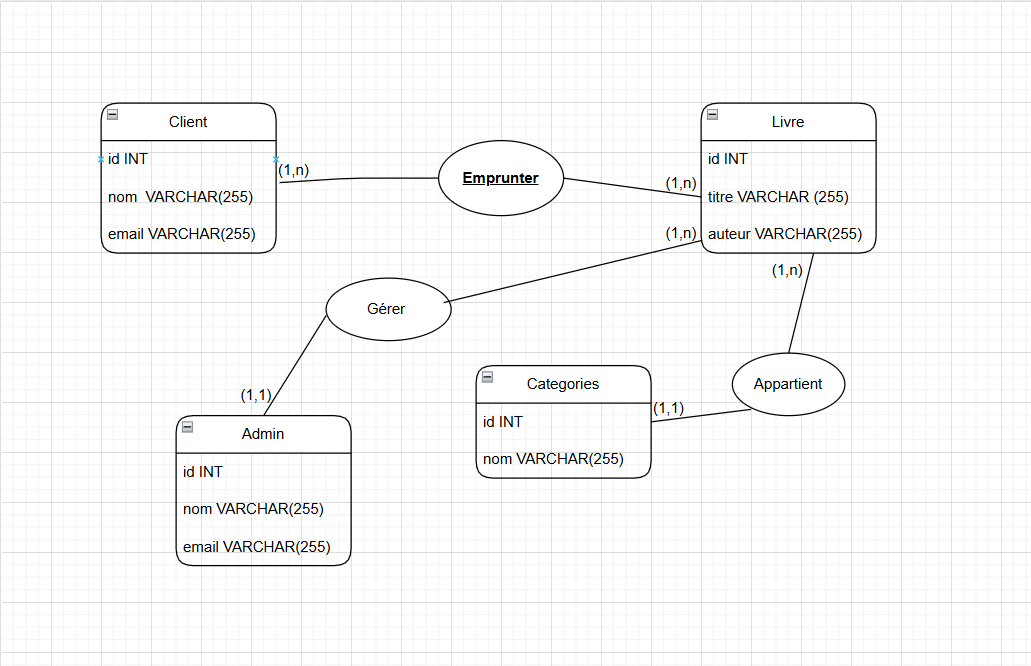 Client
id INT
nom VARCHAR(255)
email VARCHAR(255)
(1,n)
Emprunter
(1,n)
Livre
id INT
titre VARCHAR (255)
auteur VARCHAR(255)
(1,n)
(1,n)
Gérer
(1,1)
Admin
id INT
nom VARCHAR(255)
email VARCHAR(255)
Categories
id INT
nom VARCHAR(255)
(1,1)
Appartient